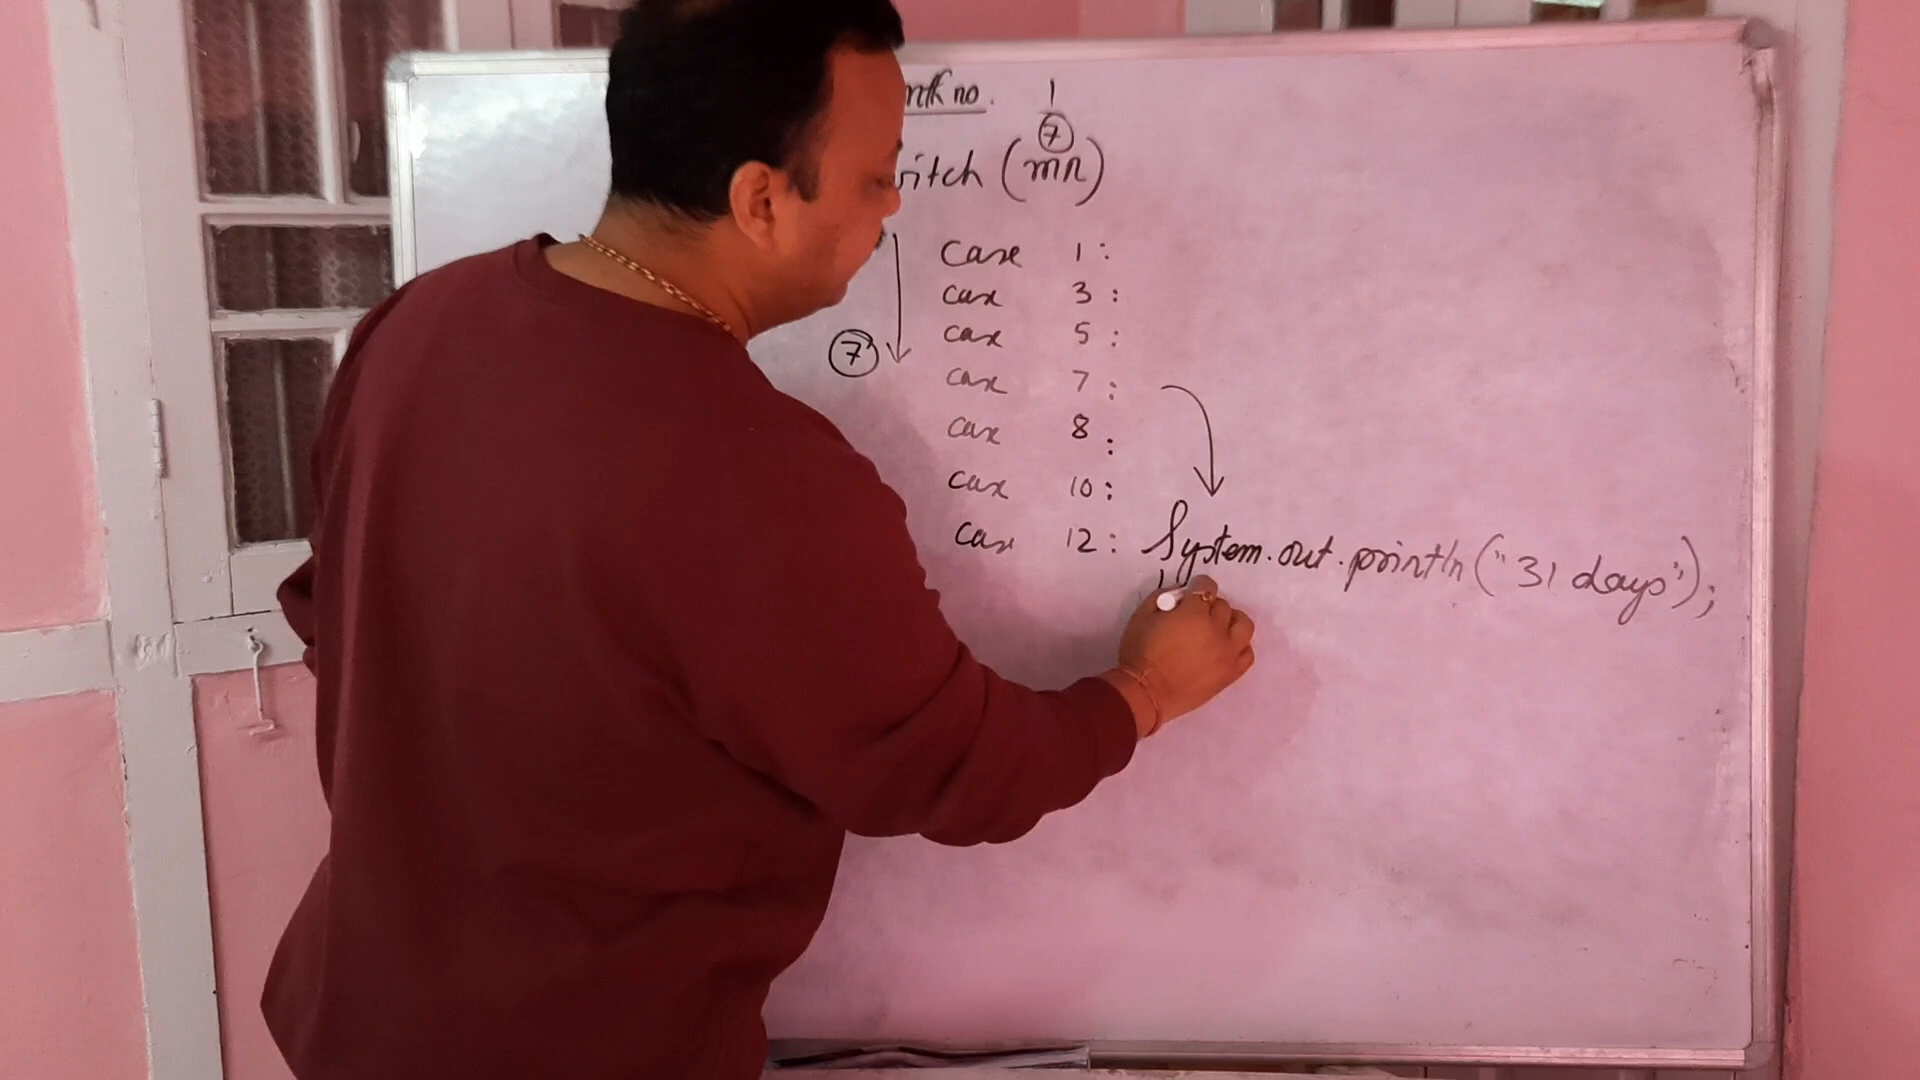 no. 1
7
(mn)
case 1:
case 3:
case 5:
7 case 7:
case 8:
case 10:
case 12: System.out.println("31 days");